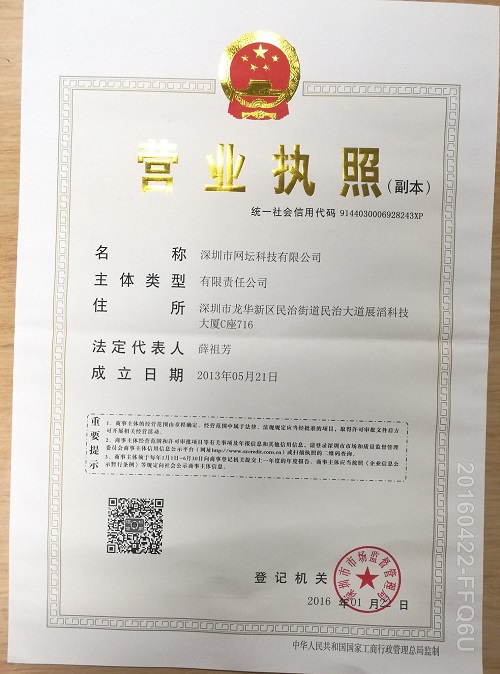 营业执照
(副本)
统一社会信用代码 9144030006928243XP
名称 深圳市网坛科技有限公司
主体类型 有限责任公司
住所 深圳市龙华新区民治街道民治大道展滔科技
大厦C座716
法定代表人 薛祖芳
成立日期 2013年05月21日
重要提示
1、商事主体的经营范围由章程确定。经营范围中属于法律、法规规定应当经批准的项目，取得许可审批文件后方
可开展相关经营活动。
2、商事主体经营范围和许可审批项目等有关事项及年报信息和其他信用信息，请登录深圳市市场和质量监督管理
委员会商事主体信用信息公示平台（网址http://www.szcredit.com.cn）或扫描执照的二维码查询。
3、商事主体须于每年1月1日-6月30日向商事登记机关提交上一年度的年度报告。商事主体应当按照《企业信息公
示暂行条例》等规定向社会公示商事主体信息。
登记机关
深圳市市场监督管理局
2016 年 01 月 22 日
中华人民共和国国家工商行政管理总局监制
20160422-FFQ6U